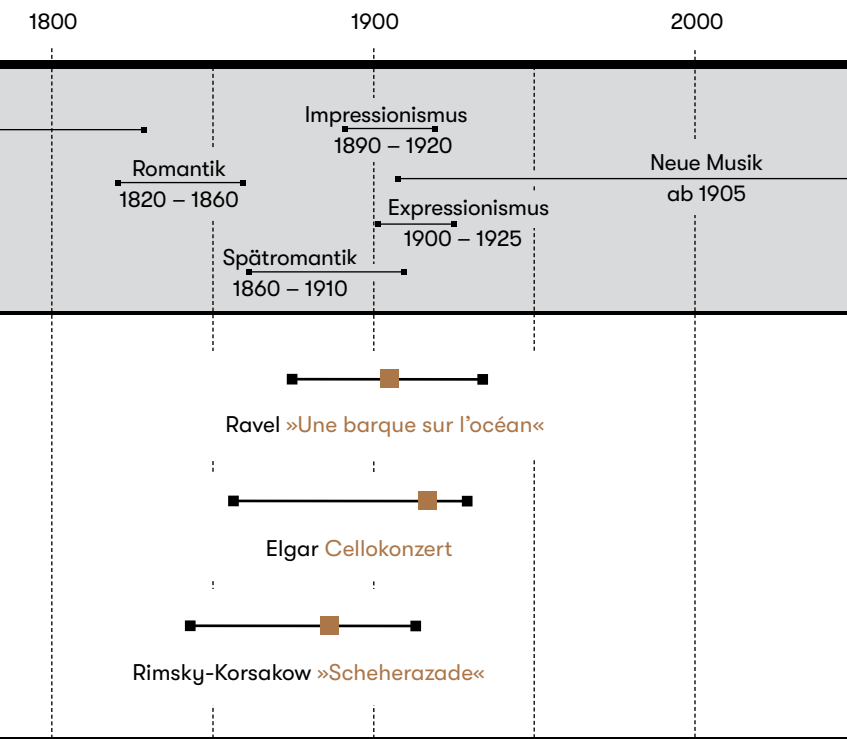 1800
1900
2000
Impressionismus
1890 – 1920
Romantik
1820 – 1860
Neue Musik
ab 1905
Expressionismus
1900 – 1925
Spätromantik
1860 – 1910
Ravel »Une barque sur l’océan«
Elgar Cellokonzert
Rimsky-Korsakow »Scheherazade«